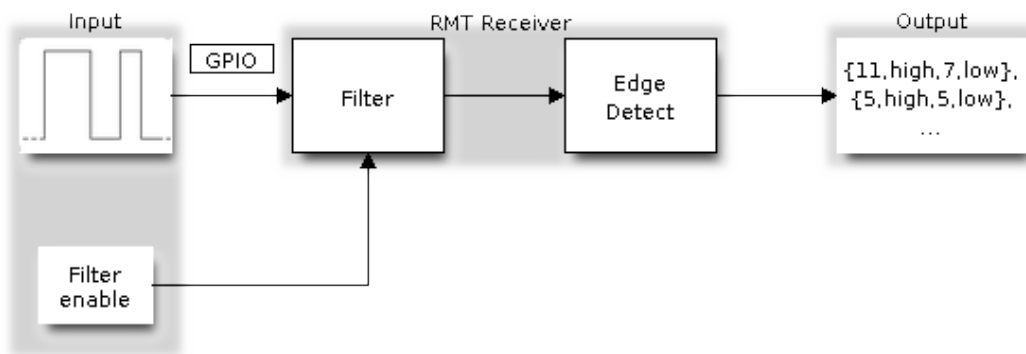 Input
RMT Receiver
Output
GPIO
Filter
Edge
Detect
{11,high,7,low},
{5,high,5,low},
...
Filter
enable